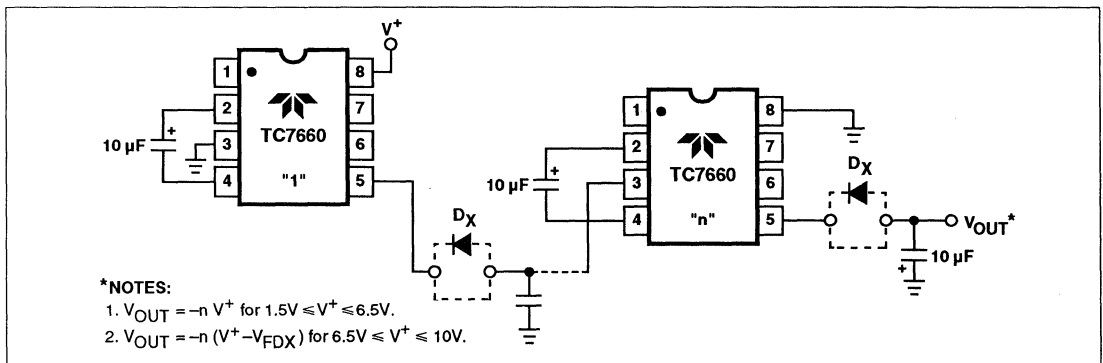 V+
1
8
2
7
3
6
4
5
TC7660
"1"
10 µF
+
DX
1
8
2
7
3
6
4
5
TC7660
"n"
10 µF
+
DX
VOUT*
10 µF
+
*NOTES:
1. VOUT = –n V+ for 1.5V ≤ V+ ≤ 6.5V.
2. VOUT = –n (V+ –VFDX) for 6.5V ≤ V+ ≤ 10V.